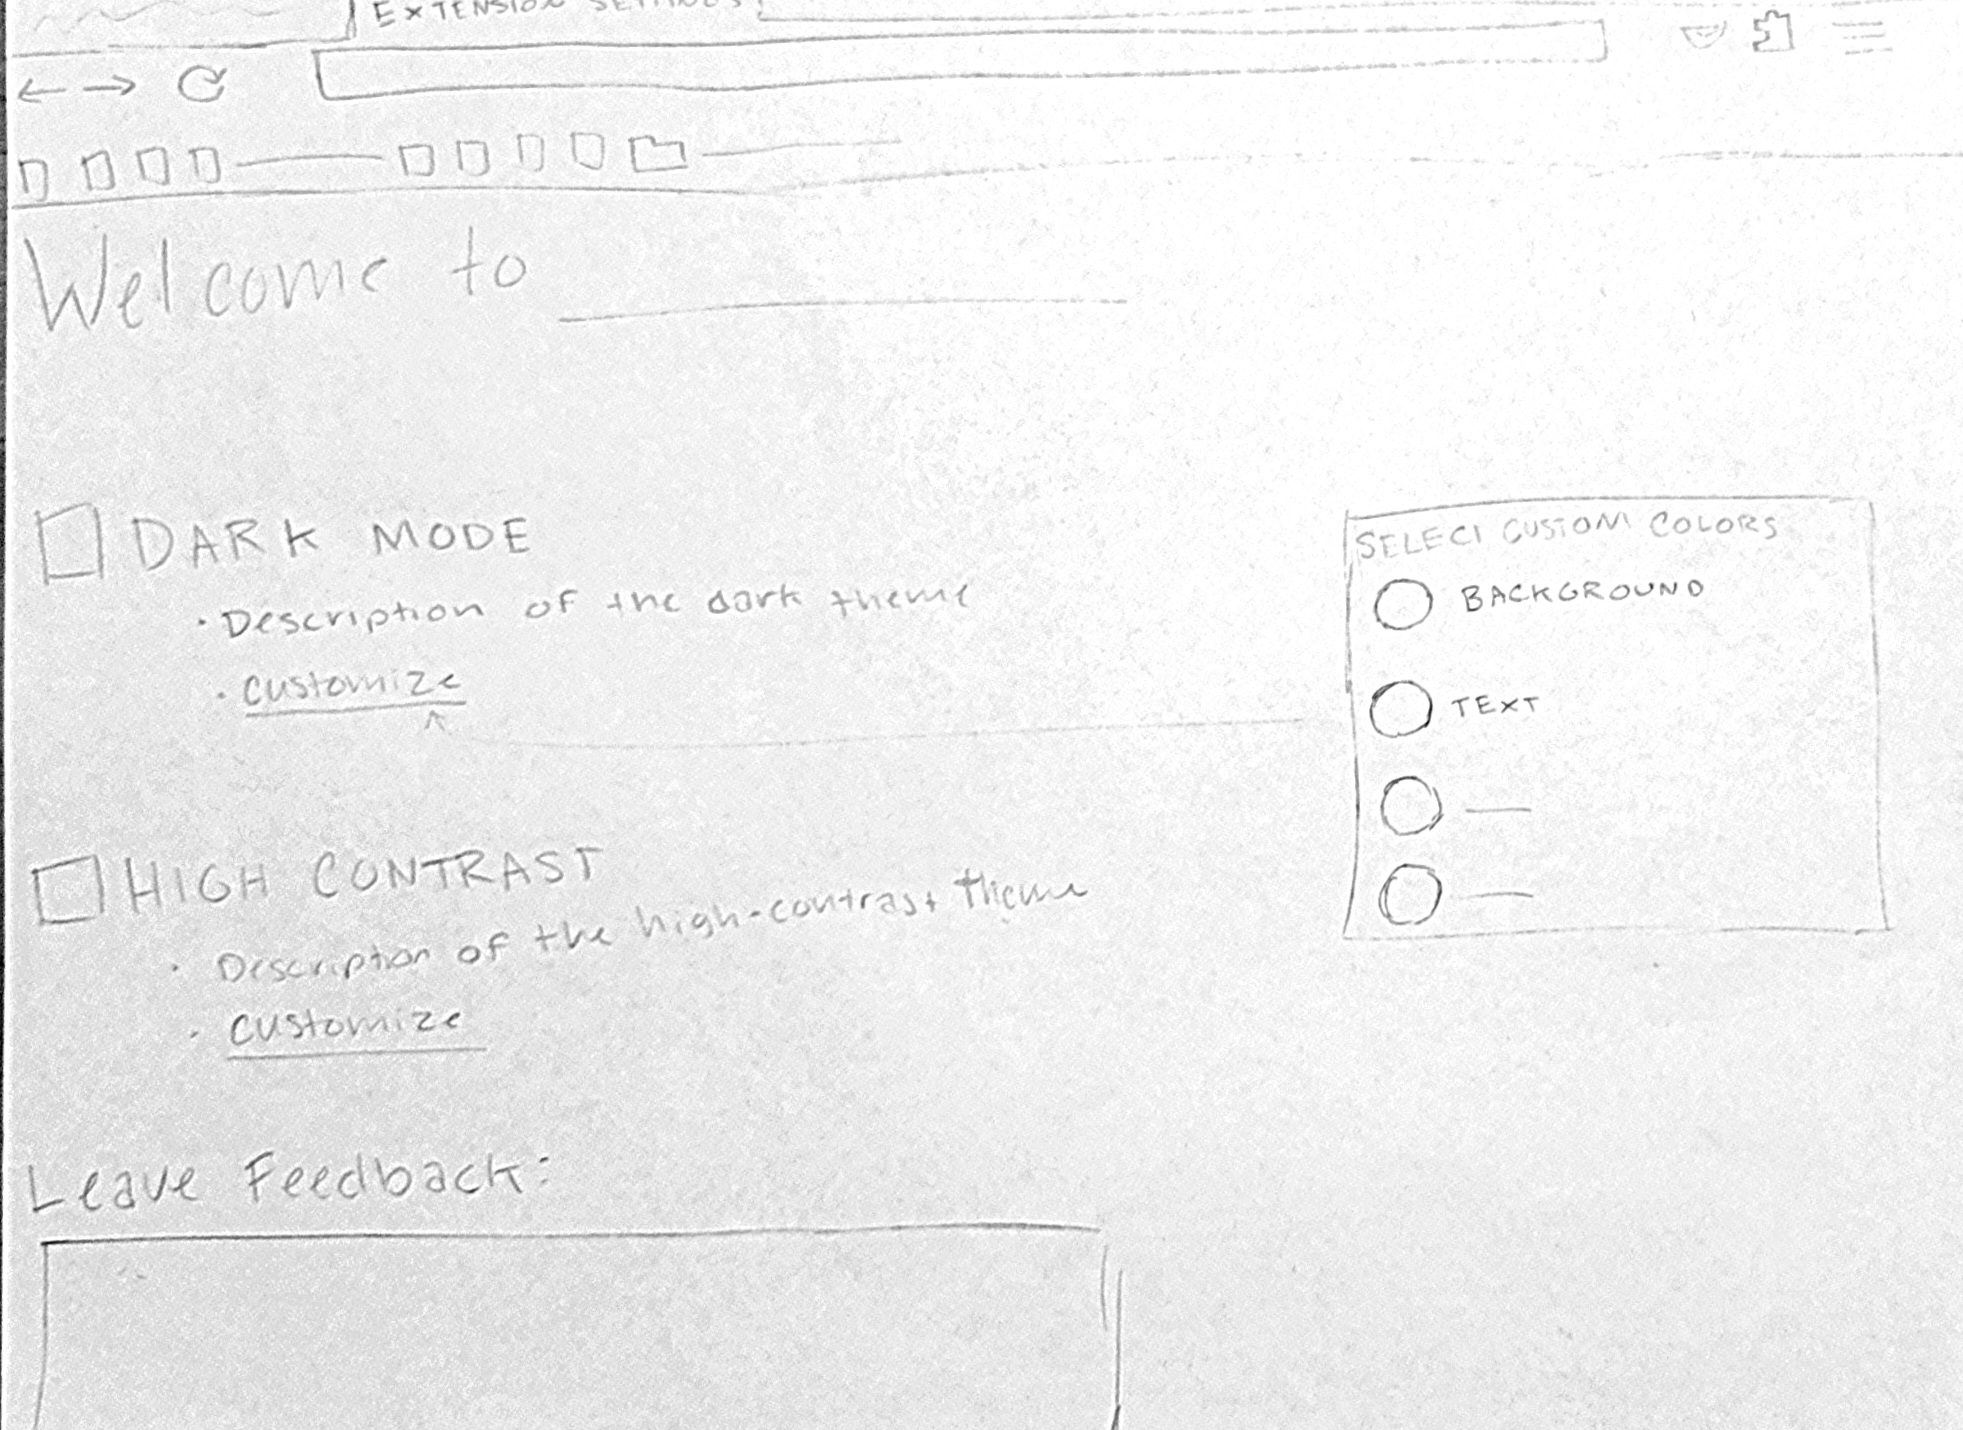 EXTENSION SETTINGS
Welcome to
DARK MODE
· Description of the dark theme
· Customize
SELECT CUSTOM COLORS
BACKGROUND
TEXT
HIGH CONTRAST
· Description of the high-contrast theme
· Customize
Leave Feedback: